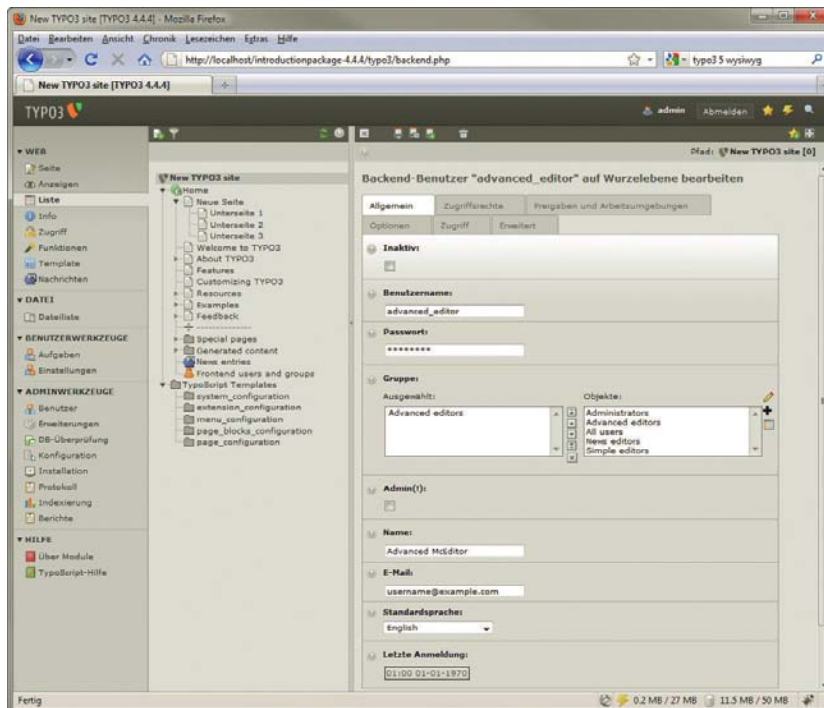 New TYPO3 site [TYPO3 4.4.4] - Mozilla Firefox
Datei Bearbeiten Ansicht Chronik Lesezeichen Extras Hilfe
http://localhost/introductionpackage-4.4.4/typo3/backend.php
typo3 5 wysiwyg
New TYPO3 site [TYPO3 4.4.4]
TYPO3
admin
Abmelden
Pfad: New TYPO3 site [0]
WEB
Seite
Anzeigen
Liste
Info
Zugriff
Funktionen
Template
Nachrichten
DATEI
Dateiliste
BENUTZERWERKZEUGE
Aufgaben
Einstellungen
ADMINWERKZEUGE
Benutzer
Erweiterungen
DB-Überprüfung
Konfiguration
Installation
Protokoll
Indexierung
Berichte
HILFE
Über Module
TypoScript-Hilfe
New TYPO3 site
Home
Neue Seite
Unterseite 1
Unterseite 2
Unterseite 3
Welcome to TYPO3
About TYPO3
Features
Customizing TYPO3
Resources
Examples
Feedback
--------------
Special pages
Generated content
News entries
Frontend users and groups
TypoScript Templates
system_configuration
extension_configuration
menu_configuration
page_blocks_configuration
page_configuration
Backend-Benutzer "advanced_editor" auf Wurzelebene bearbeiten
Allgemein Zugriffsrechte Freigaben und Arbeitsumgebungen
Optionen Zugriff Erweitert
Inaktiv:
Benutzername:
advanced_editor
Passwort:
********
Gruppe:
Ausgewählt: Objekte:
Advanced editors
Administrators
Advanced editors
All users
News editors
Simple editors
Admin(!):
Name:
Advanced McEditor
E-Mail:
username@example.com
Standardsprache:
English
Letzte Anmeldung:
01:00 01-01-1970
Fertig
0.2 MB / 27 MB
11.5 MB / 50 MB